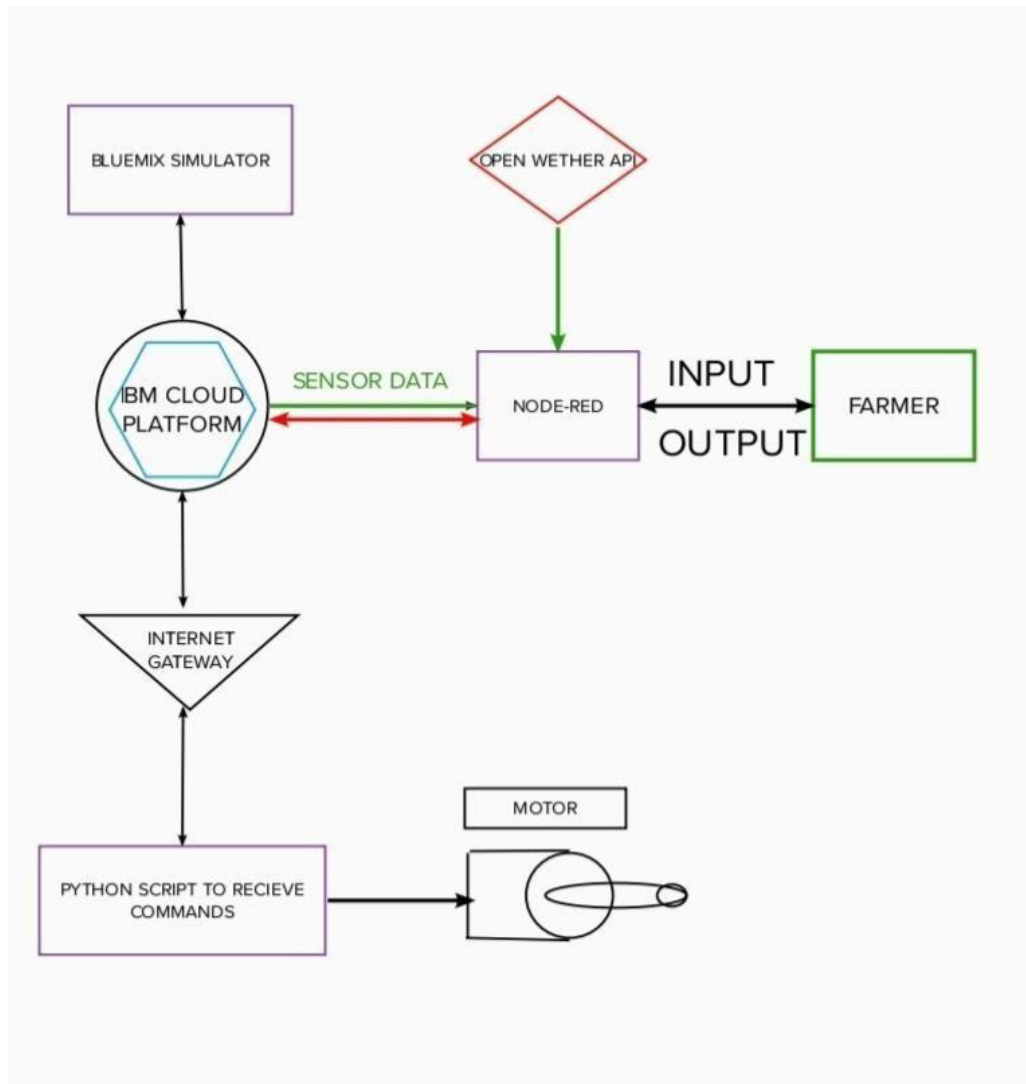 BLUEMIX SIMULATOR
OPEN WETHER API
IBM CLOUD
PLATFORM
SENSOR DATA
NODE-RED
INPUT
OUTPUT
FARMER
INTERNET
GATEWAY
MOTOR
PYTHON SCRIPT TO RECIEVE
COMMANDS